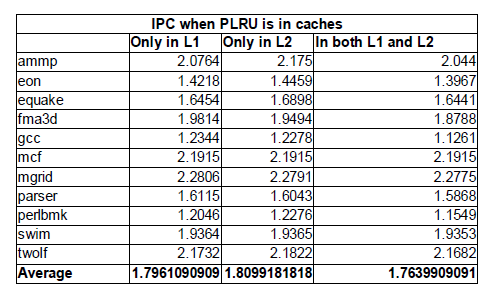 IPC when PLRU is in caches
Only in L1 Only in L2 In both L1 and L2
ammp 2.0764 2.175 2.044
eon 1.4218 1.4459 1.3967
equake 1.6454 1.6898 1.6441
fma3d 1.9814 1.9494 1.8788
gcc 1.2344 1.2278 1.1261
mcf 2.1915 2.1915 2.1915
mgrid 2.2806 2.2791 2.2775
parser 1.6115 1.6043 1.5868
perlbmk 1.2046 1.2276 1.1549
swim 1.9364 1.9365 1.9353
twolf 2.1732 2.1822 2.1682
Average 1.7961090909 1.8099181818 1.7639909091